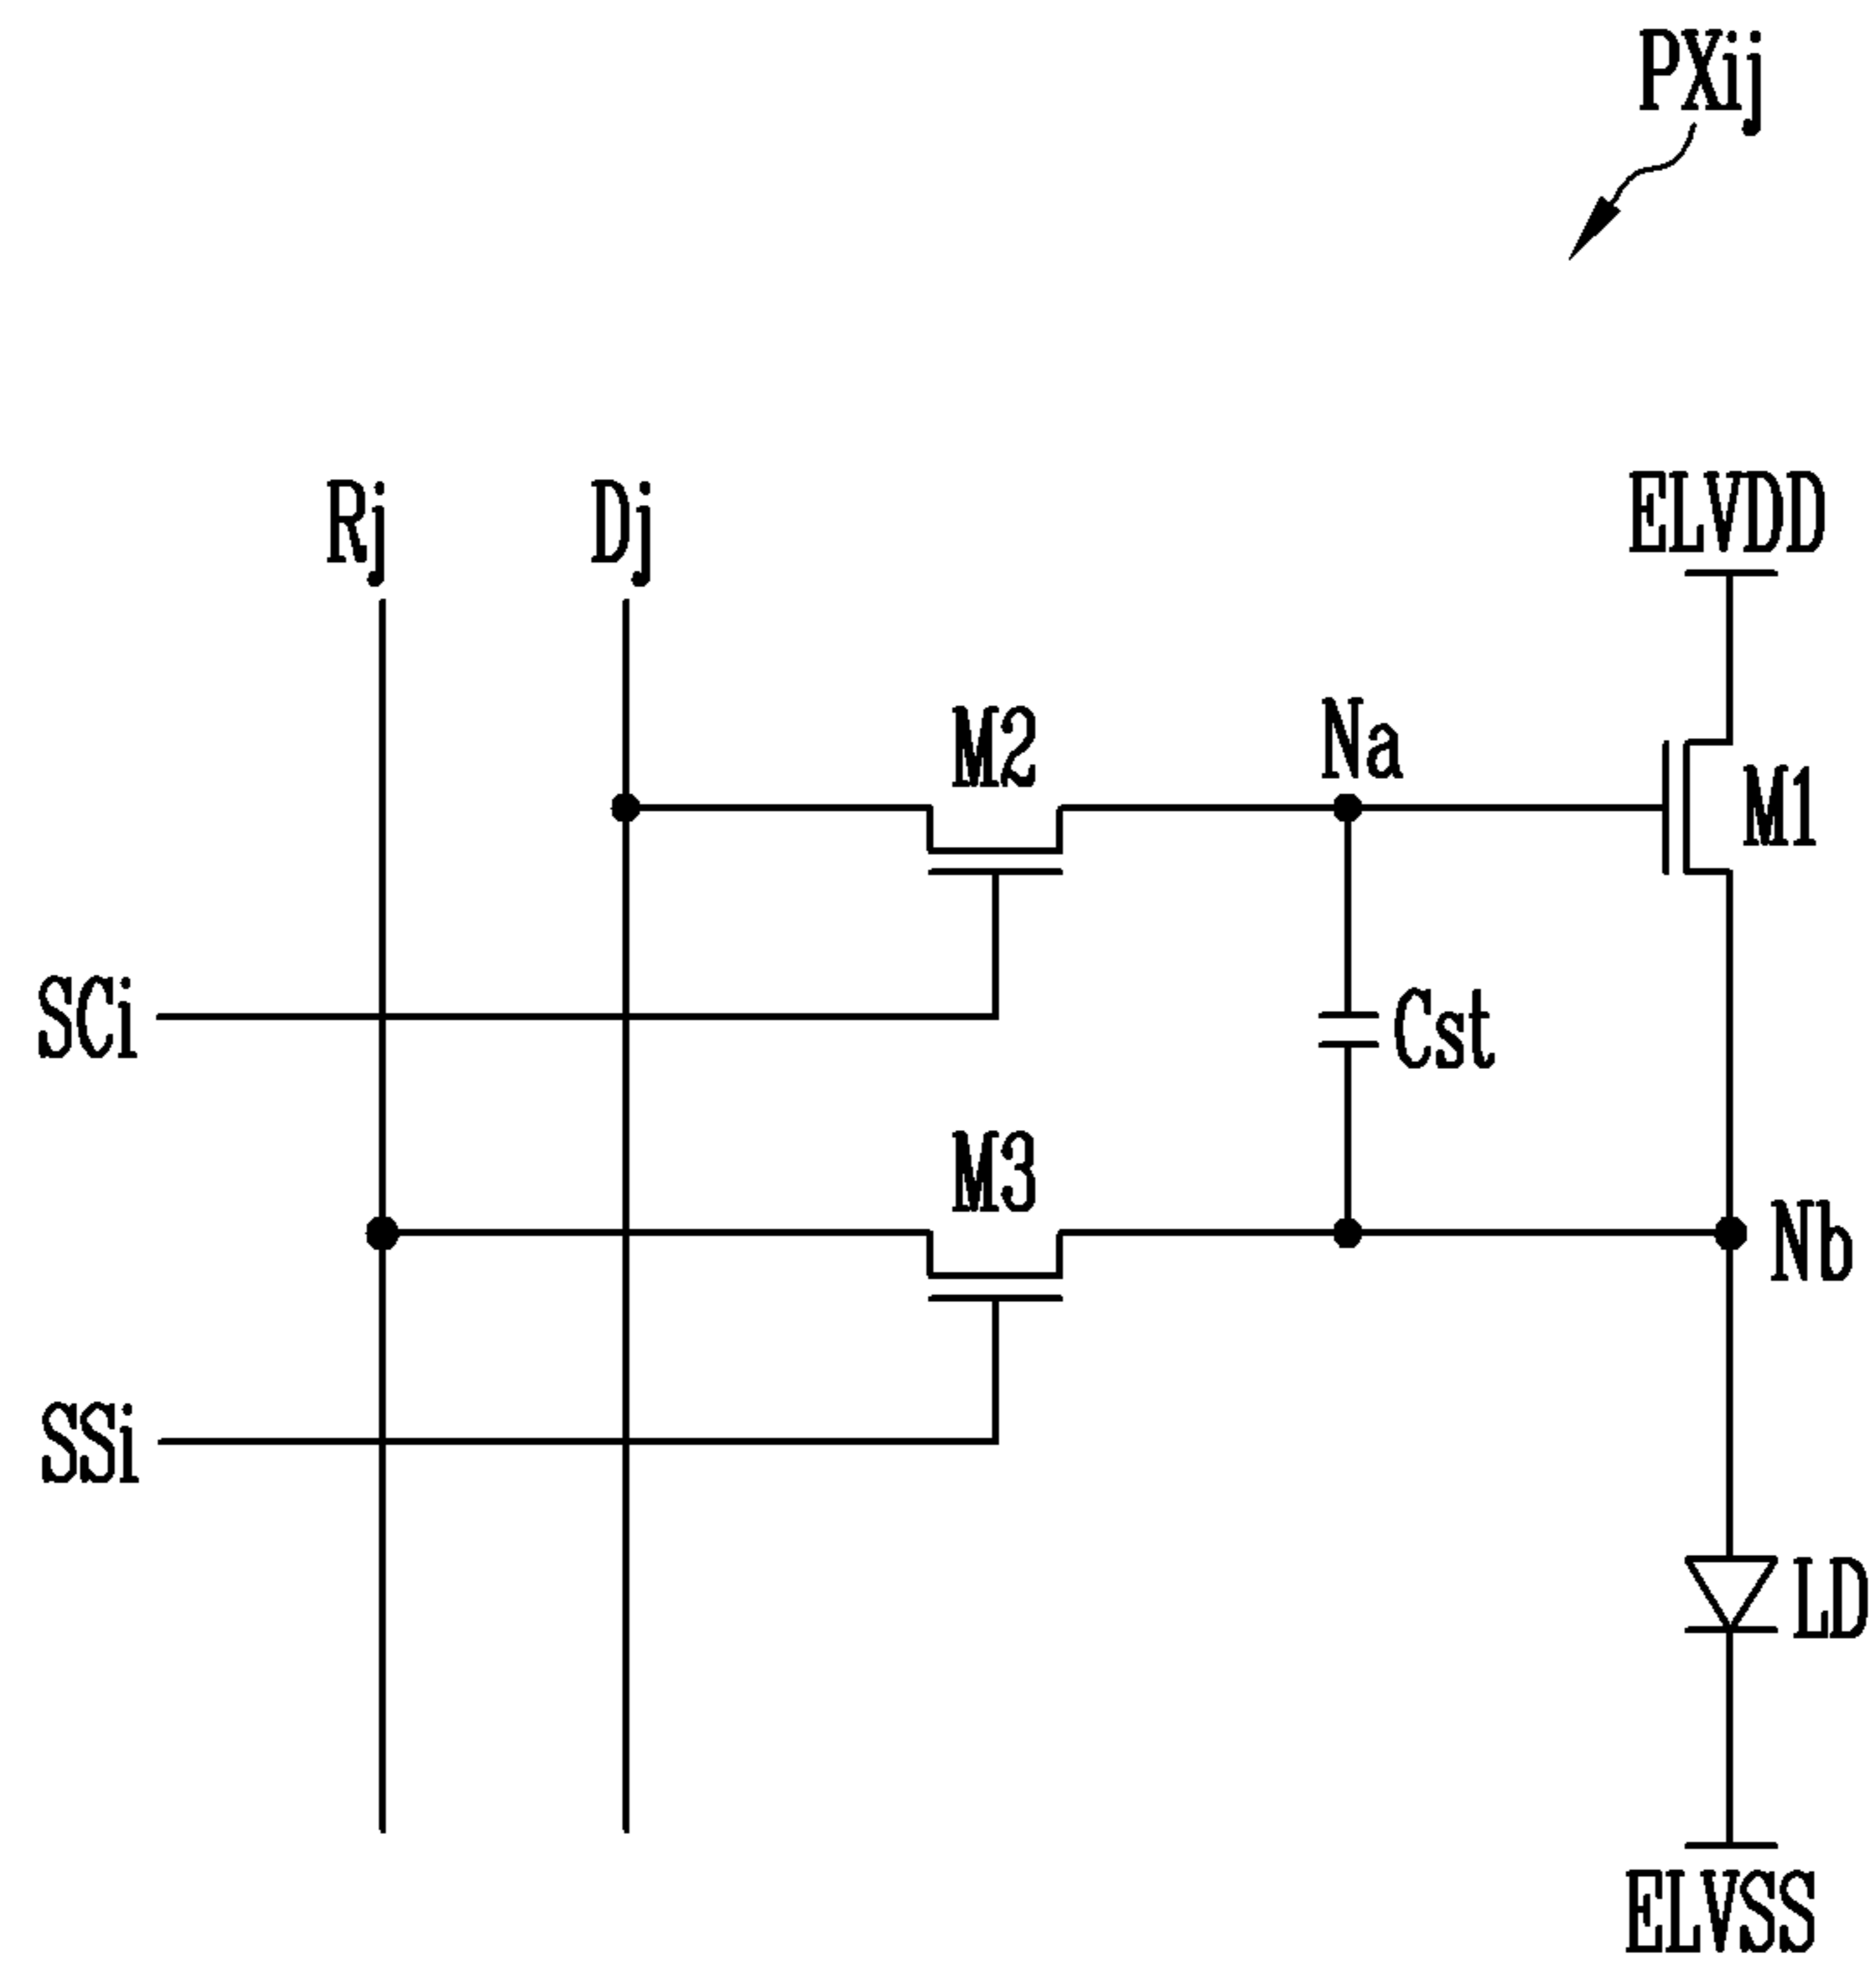 PXij
Rj
Dj
ELVDD
M2
Na
M1
SCi
Cst
M3
Nb
SSi
LD
ELVSS